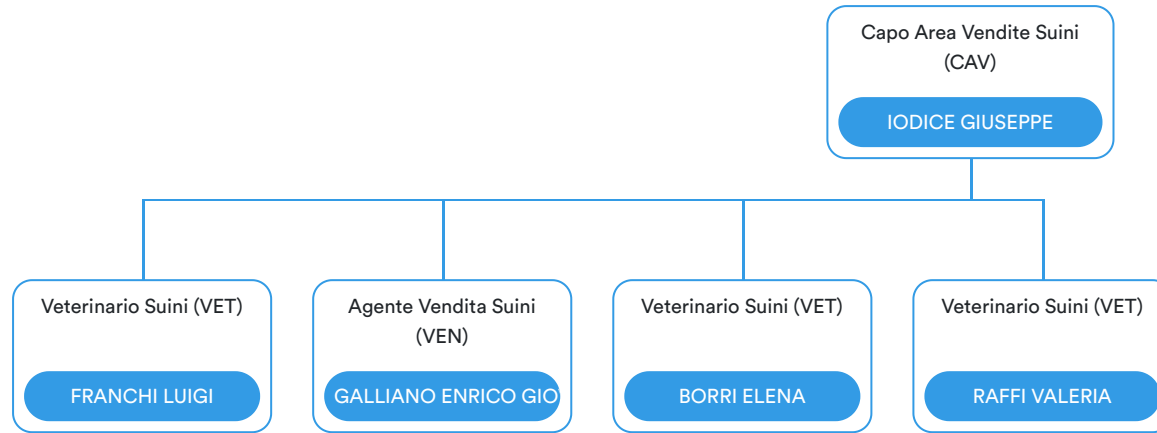 Capo Area Vendite Suini
(CAV)
IODICE GIUSEPPE
Veterinario Suini (VET)
FRANCHI LUIGI
Agente Vendita Suini
(VEN)
GALLIANO ENRICO GIO
Veterinario Suini (VET)
BORRI ELENA
Veterinario Suini (VET)
RAFFI VALERIA